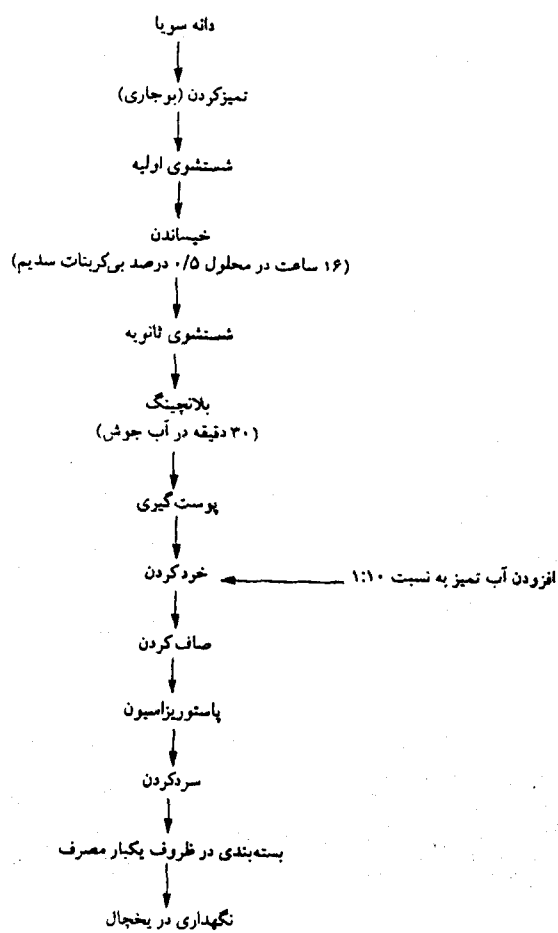 دانه سویا
تمیزکردن (بوجاری)
شستشوی اولیه
خیساندن
(۱۶ ساعت در محلول ۰/۵ درصد بی‌کربنات سدیم)
شستشوی ثانویه
بلانچینگ
(۳۰ دقیقه در آب جوش)
پوست‌گیری
خردکردن
افزودن آب تمیز به نسبت ۱:۱۰
صاف‌کردن
پاستوریزاسیون
سردکردن
بسته‌بندی در ظروف یکبار مصرف
نگهداری در یخچال